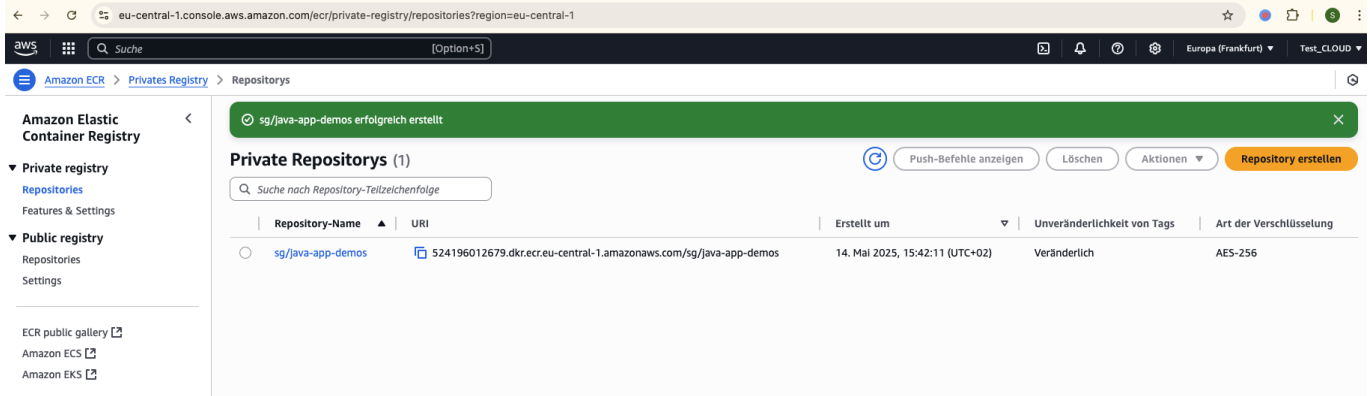 eu-central-1.console.aws.amazon.com/ecr/private-registry/repositories?region=eu-central-1
S
aws
Suche
[Option+S]
Europa (Frankfurt) ▼
Test_CLOUD ▼
Amazon ECR > Privates Registry > Repositorys
Amazon Elastic
Container Registry
▼ Private registry
Repositories
Features & Settings
▼ Public registry
Repositories
Settings
ECR public gallery
Amazon ECS
Amazon EKS
sg/java-app-demos erfolgreich erstellt
Private Repositorys (1)
Push-Befehle anzeigen
Löschen
Aktionen ▼
Repository erstellen
Suche nach Repository-Teilzeichenfolge
Repository-Name ▲ URI Erstellt um ▽ Unveränderlichkeit von Tags Art der Verschlüsselung
sg/java-app-demos 524196012679.dkr.ecr.eu-central-1.amazonaws.com/sg/java-app-demos 14. Mai 2025, 15:42:11 (UTC+02) Veränderlich AES-256